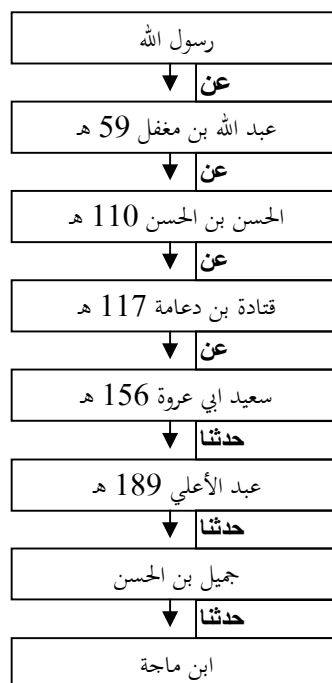 رسول الله
عن
عبد الله بن مغفل 59 هـ
عن
الحسن بن الحسن 110 هـ
عن
قتادة بن دعامة 117 هـ
عن
سعيد ابي عروة 156 هـ
حدثنا
عبد الأعلي 189 هـ
حدثنا
جميل بن الحسن
حدثنا
ابن ماجة